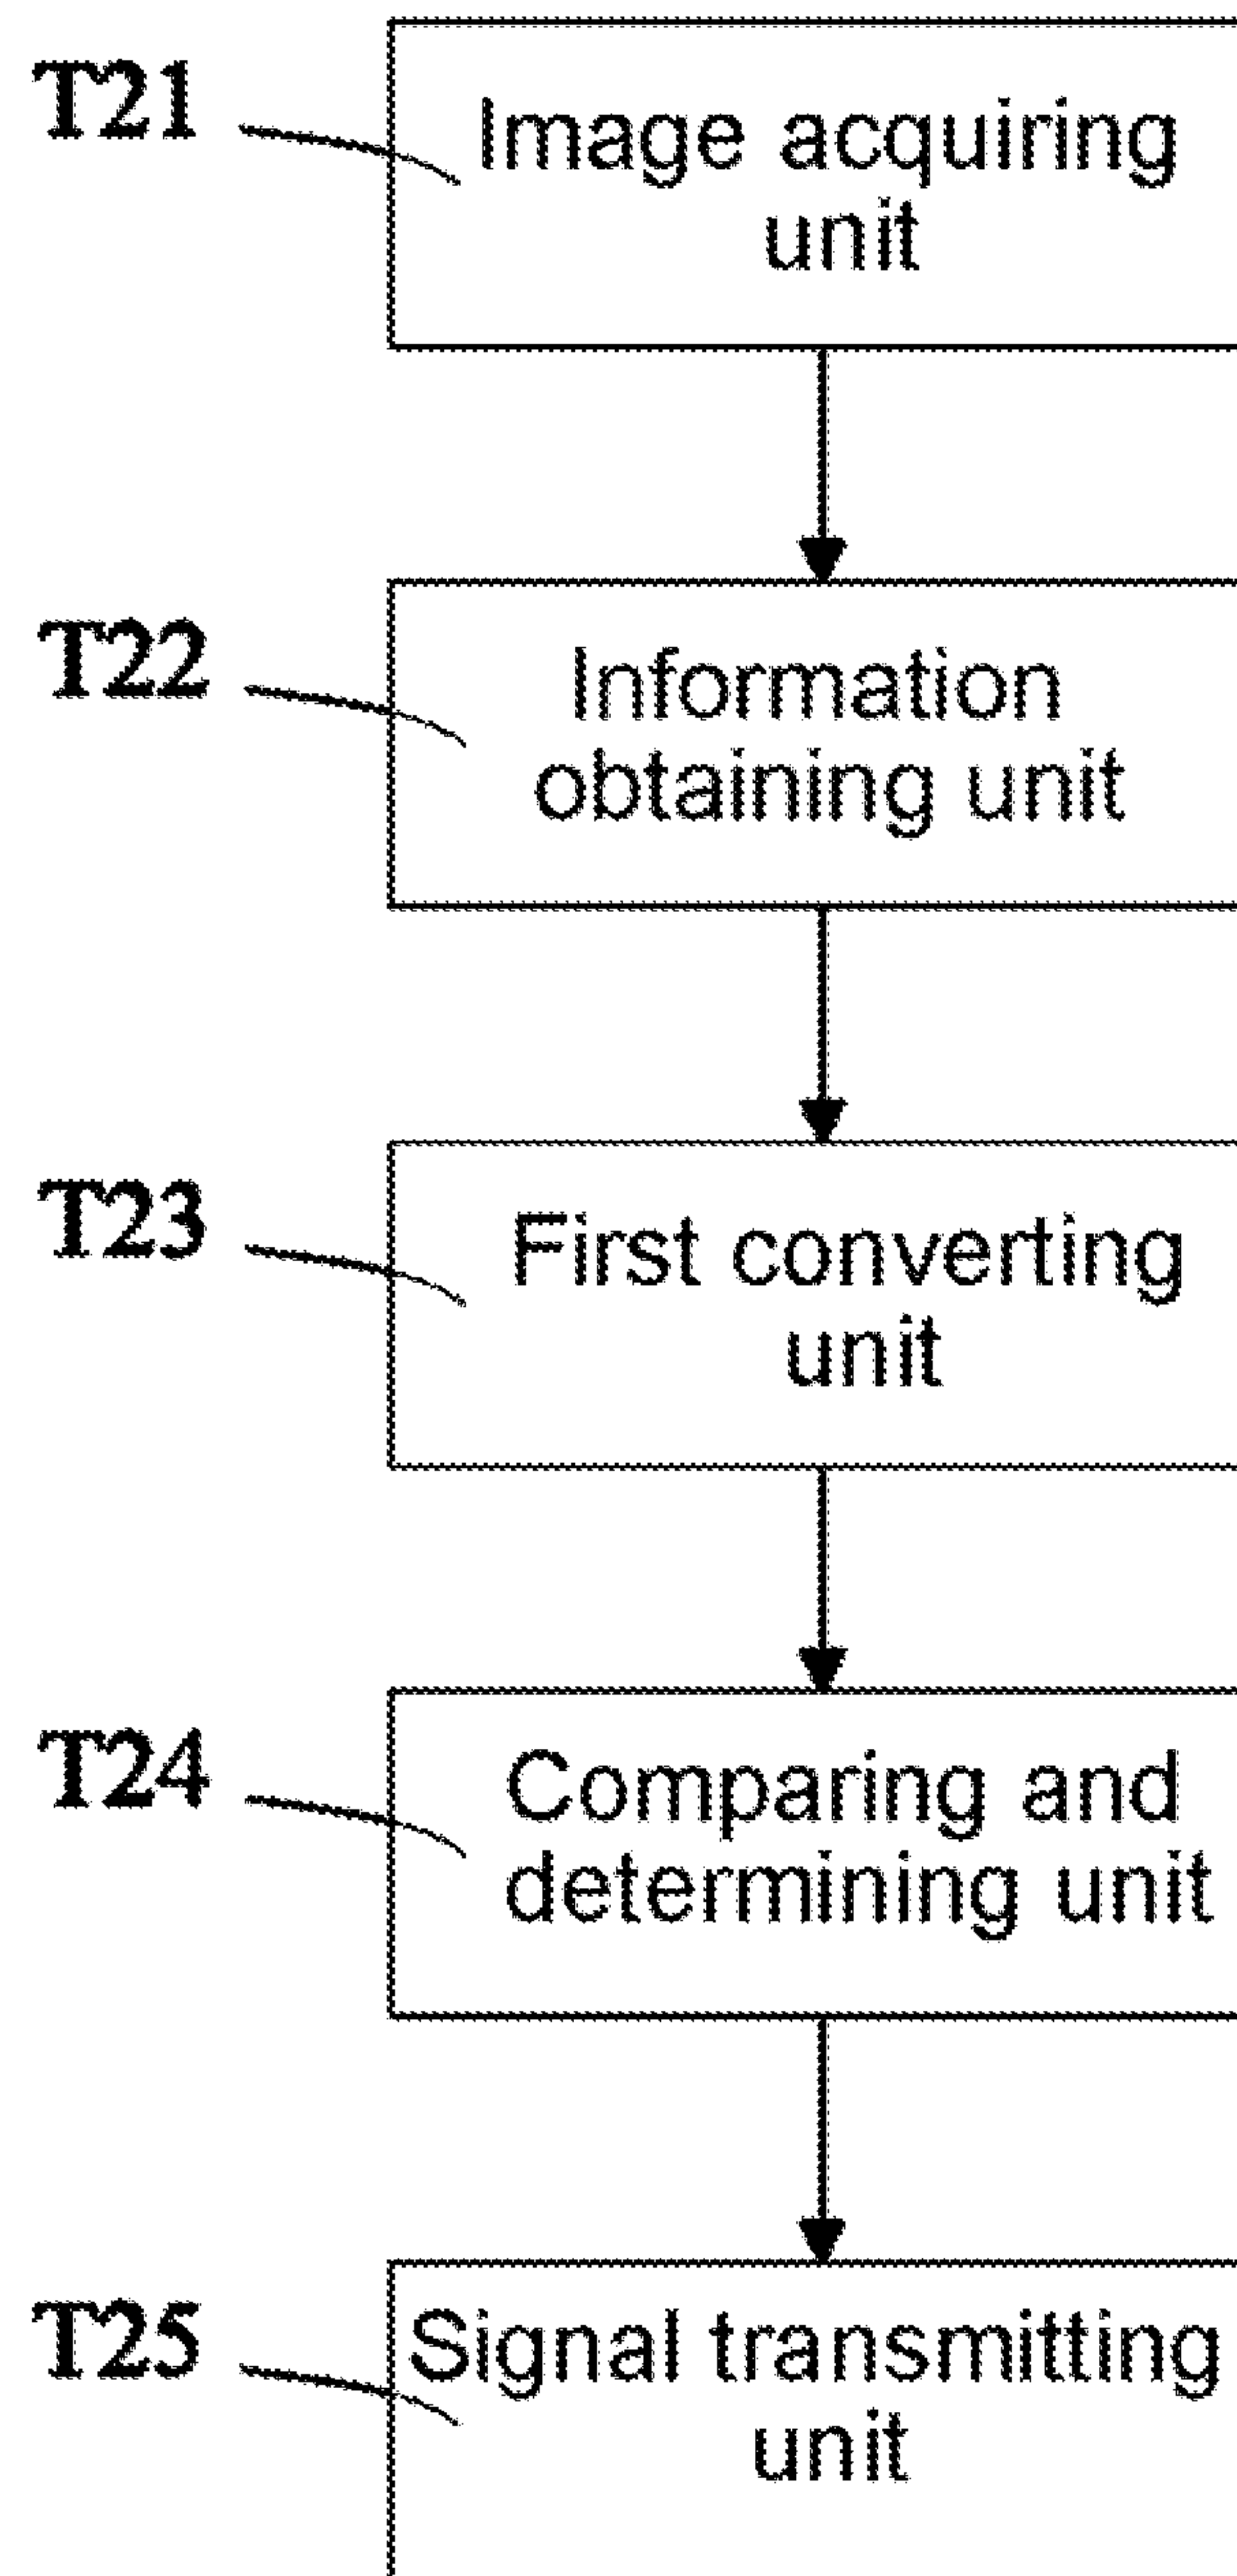 T21
Image acquiring
unit
T22
Information
obtaining unit
T23
First converting
unit
T24
Comparing and
determining unit
T25
Signal transmitting
unit